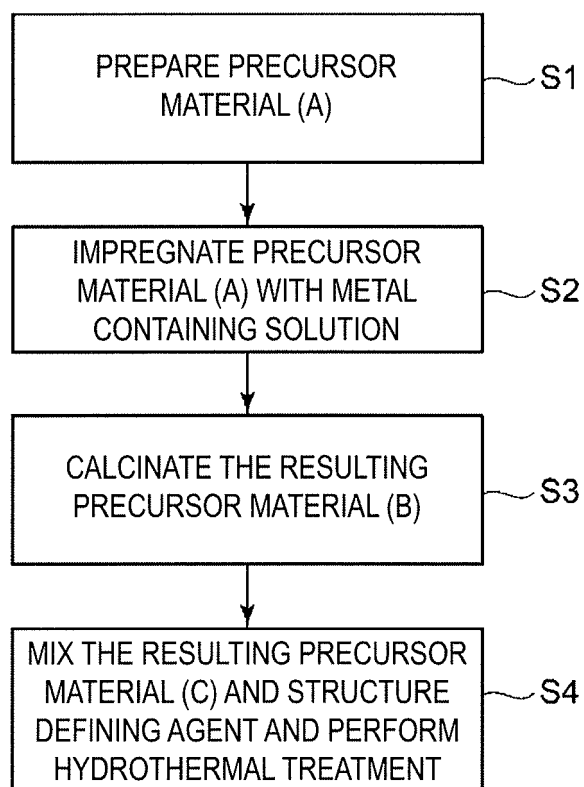 PREPARE PRECURSOR
MATERIAL (A)
S1
IMPREGNATE PRECURSOR
MATERIAL (A) WITH METAL
CONTAINING SOLUTION
S2
CALCINATE THE RESULTING
PRECURSOR MATERIAL (B)
S3
MIX THE RESULTING PRECURSOR
MATERIAL (C) AND STRUCTURE
DEFINING AGENT AND PERFORM
HYDROTHERMAL TREATMENT
S4